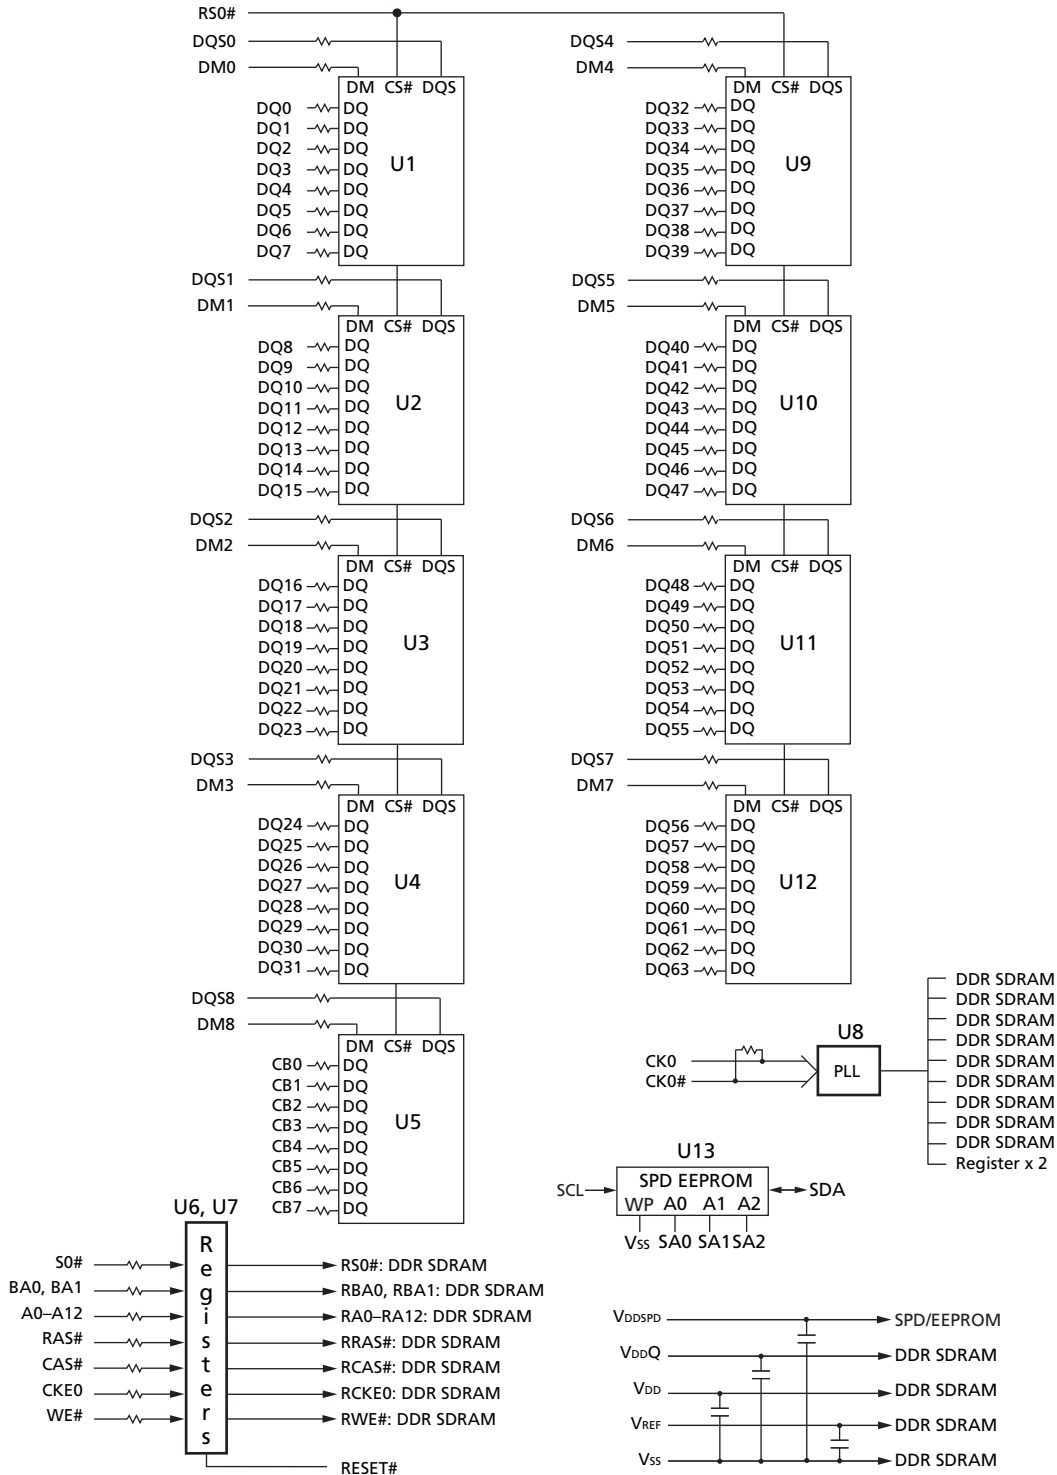 RS0#
DQS0
DM0
DM CS# DQS
DQ0 DQ
DQ1 DQ
DQ2 DQ
DQ3 DQ
DQ4 DQ
DQ5 DQ
DQ6 DQ
DQ7 DQ
U1
DQS1
DM1
DM CS# DQS
DQ8 DQ
DQ9 DQ
DQ10 DQ
DQ11 DQ
DQ12 DQ
DQ13 DQ
DQ14 DQ
DQ15 DQ
U2
DQS2
DM2
DM CS# DQS
DQ16 DQ
DQ17 DQ
DQ18 DQ
DQ19 DQ
DQ20 DQ
DQ21 DQ
DQ22 DQ
DQ23 DQ
U3
DQS3
DM3
DM CS# DQS
DQ24 DQ
DQ25 DQ
DQ26 DQ
DQ27 DQ
DQ28 DQ
DQ29 DQ
DQ30 DQ
DQ31 DQ
U4
DQS8
DM8
DM CS# DQS
CB0 DQ
CB1 DQ
CB2 DQ
CB3 DQ
CB4 DQ
CB5 DQ
CB6 DQ
CB7 DQ
U5
DQS4
DM4
DM CS# DQS
DQ32 DQ
DQ33 DQ
DQ34 DQ
DQ35 DQ
DQ36 DQ
DQ37 DQ
DQ38 DQ
DQ39 DQ
U9
DQS5
DM5
DM CS# DQS
DQ40 DQ
DQ41 DQ
DQ42 DQ
DQ43 DQ
DQ44 DQ
DQ45 DQ
DQ46 DQ
DQ47 DQ
U10
DQS6
DM6
DM CS# DQS
DQ48 DQ
DQ49 DQ
DQ50 DQ
DQ51 DQ
DQ52 DQ
DQ53 DQ
DQ54 DQ
DQ55 DQ
U11
DQS7
DM7
DM CS# DQS
DQ56 DQ
DQ57 DQ
DQ58 DQ
DQ59 DQ
DQ60 DQ
DQ61 DQ
DQ62 DQ
DQ63 DQ
U12
U8
CK0
CK0#
PLL
DDR SDRAM
DDR SDRAM
DDR SDRAM
DDR SDRAM
DDR SDRAM
DDR SDRAM
DDR SDRAM
DDR SDRAM
DDR SDRAM
Register x 2
U13
SPD EEPROM
SCL
SDA
WP A0 A1 A2
VSS SA0 SA1 SA2
U6, U7
Registers
S0# RS0#: DDR SDRAM
BA0, BA1 RBA0, RBA1: DDR SDRAM
A0–A12 RA0–RA12: DDR SDRAM
RAS# RRAS#: DDR SDRAM
CAS# RCAS#: DDR SDRAM
CKE0 RCKE0: DDR SDRAM
WE# RWE#: DDR SDRAM
RESET#
VDDSPD SPD/EEPROM
VDDQ DDR SDRAM
VDD DDR SDRAM
VREF DDR SDRAM
VSS DDR SDRAM